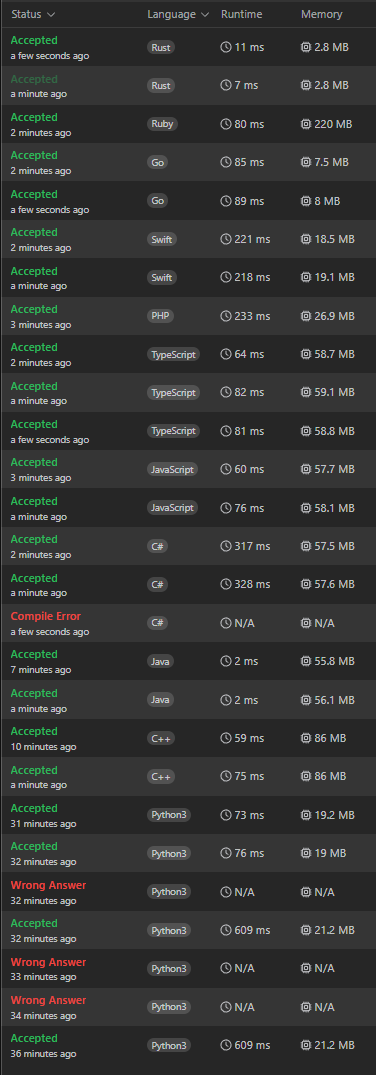 Status Language Runtime Memory
Accepted
a few seconds ago
Rust 11 ms 2.8 MB
Accepted
a minute ago
Rust 7 ms 2.8 MB
Accepted
2 minutes ago
Ruby 80 ms 220 MB
Accepted
2 minutes ago
Go 85 ms 7.5 MB
Accepted
a few seconds ago
Go 89 ms 8 MB
Accepted
2 minutes ago
Swift 221 ms 18.5 MB
Accepted
a minute ago
Swift 218 ms 19.1 MB
Accepted
3 minutes ago
PHP 233 ms 26.9 MB
Accepted
2 minutes ago
TypeScript 64 ms 58.7 MB
Accepted
a minute ago
TypeScript 82 ms 59.1 MB
Accepted
a few seconds ago
TypeScript 81 ms 58.8 MB
Accepted
3 minutes ago
JavaScript 60 ms 57.7 MB
Accepted
a minute ago
JavaScript 76 ms 58.1 MB
Accepted
2 minutes ago
C# 317 ms 57.5 MB
Accepted
a minute ago
C# 328 ms 57.6 MB
Compile Error
a few seconds ago
C# N/A N/A
Accepted
7 minutes ago
Java 2 ms 55.8 MB
Accepted
a minute ago
Java 2 ms 56.1 MB
Accepted
10 minutes ago
C++ 59 ms 86 MB
Accepted
a minute ago
C++ 75 ms 86 MB
Accepted
31 minutes ago
Python3 73 ms 19.2 MB
Accepted
32 minutes ago
Python3 76 ms 19 MB
Wrong Answer
32 minutes ago
Python3 N/A N/A
Accepted
32 minutes ago
Python3 609 ms 21.2 MB
Wrong Answer
33 minutes ago
Python3 N/A N/A
Wrong Answer
34 minutes ago
Python3 N/A N/A
Accepted
36 minutes ago
Python3 609 ms 21.2 MB